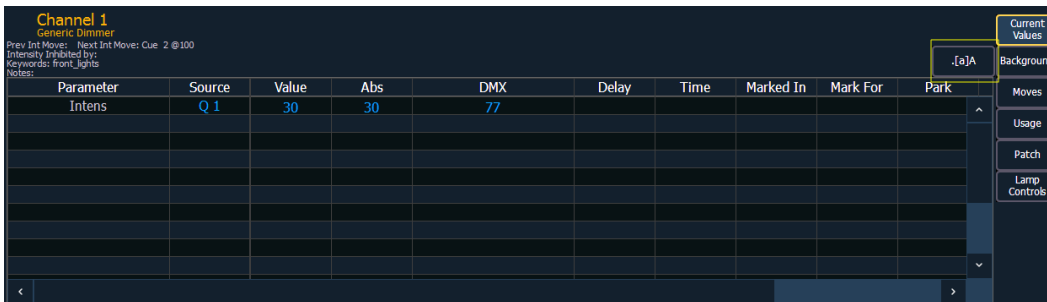 Channel 1
Generic Dimmer
Prev Int Move: Next Int Move: Cue 2 @100
Intensity Inhibited by:
Keywords: front_lights
Notes:
.[a]A
Parameter Source Value Abs DMX Delay Time Marked In Mark For Park
Intens Q 1 30 30 77
Current
Values
Backgroun
Moves
Usage
Patch
Lamp
Controls